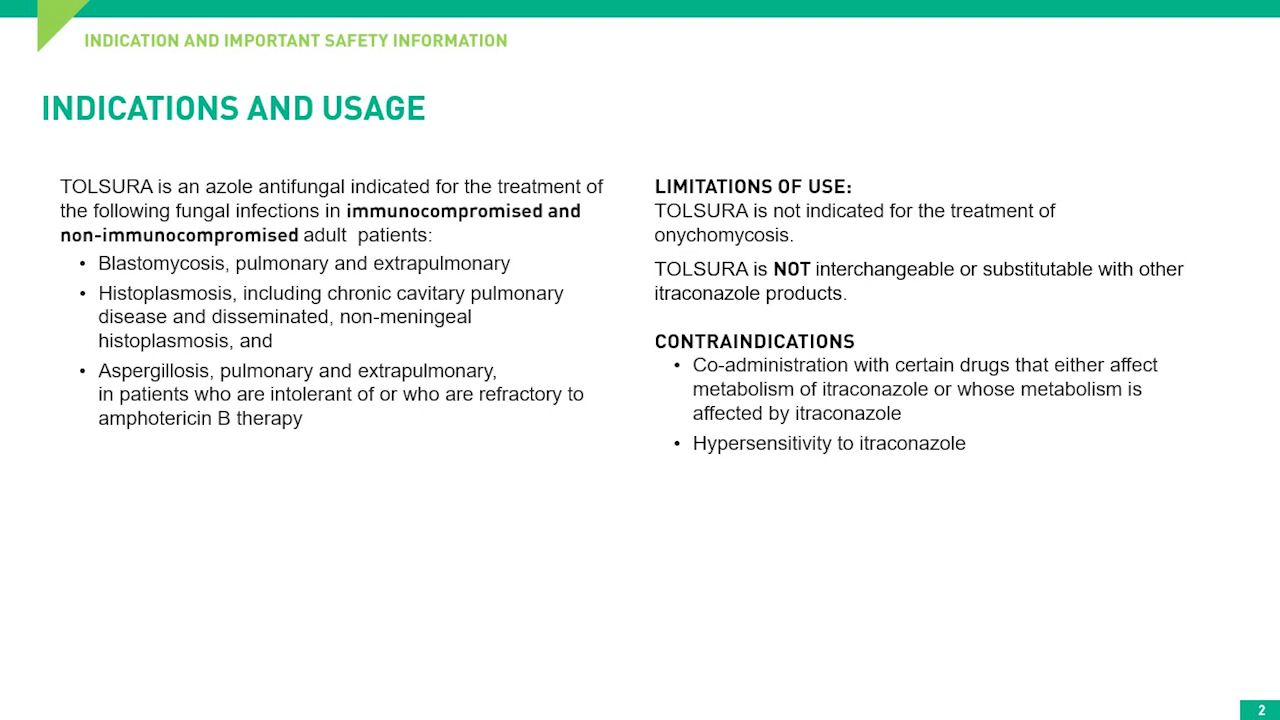 INDICATION AND IMPORTANT SAFETY INFORMATION
INDICATIONS AND USAGE
TOLSURA is an azole antifungal indicated for the treatment of
the following fungal infections in immunocompromised and
non-immunocompromised adult patients:
• Blastomycosis, pulmonary and extrapulmonary
• Histoplasmosis, including chronic cavitary pulmonary
disease and disseminated, non-meningeal
histoplasmosis, and
• Aspergillosis, pulmonary and extrapulmonary,
in patients who are intolerant of or who are refractory to
amphotericin B therapy
LIMITATIONS OF USE:
TOLSURA is not indicated for the treatment of
onychomycosis.
TOLSURA is NOT interchangeable or substitutable with other
itraconazole products.
CONTRAINDICATIONS
• Co-administration with certain drugs that either affect
metabolism of itraconazole or whose metabolism is
affected by itraconazole
• Hypersensitivity to itraconazole
2